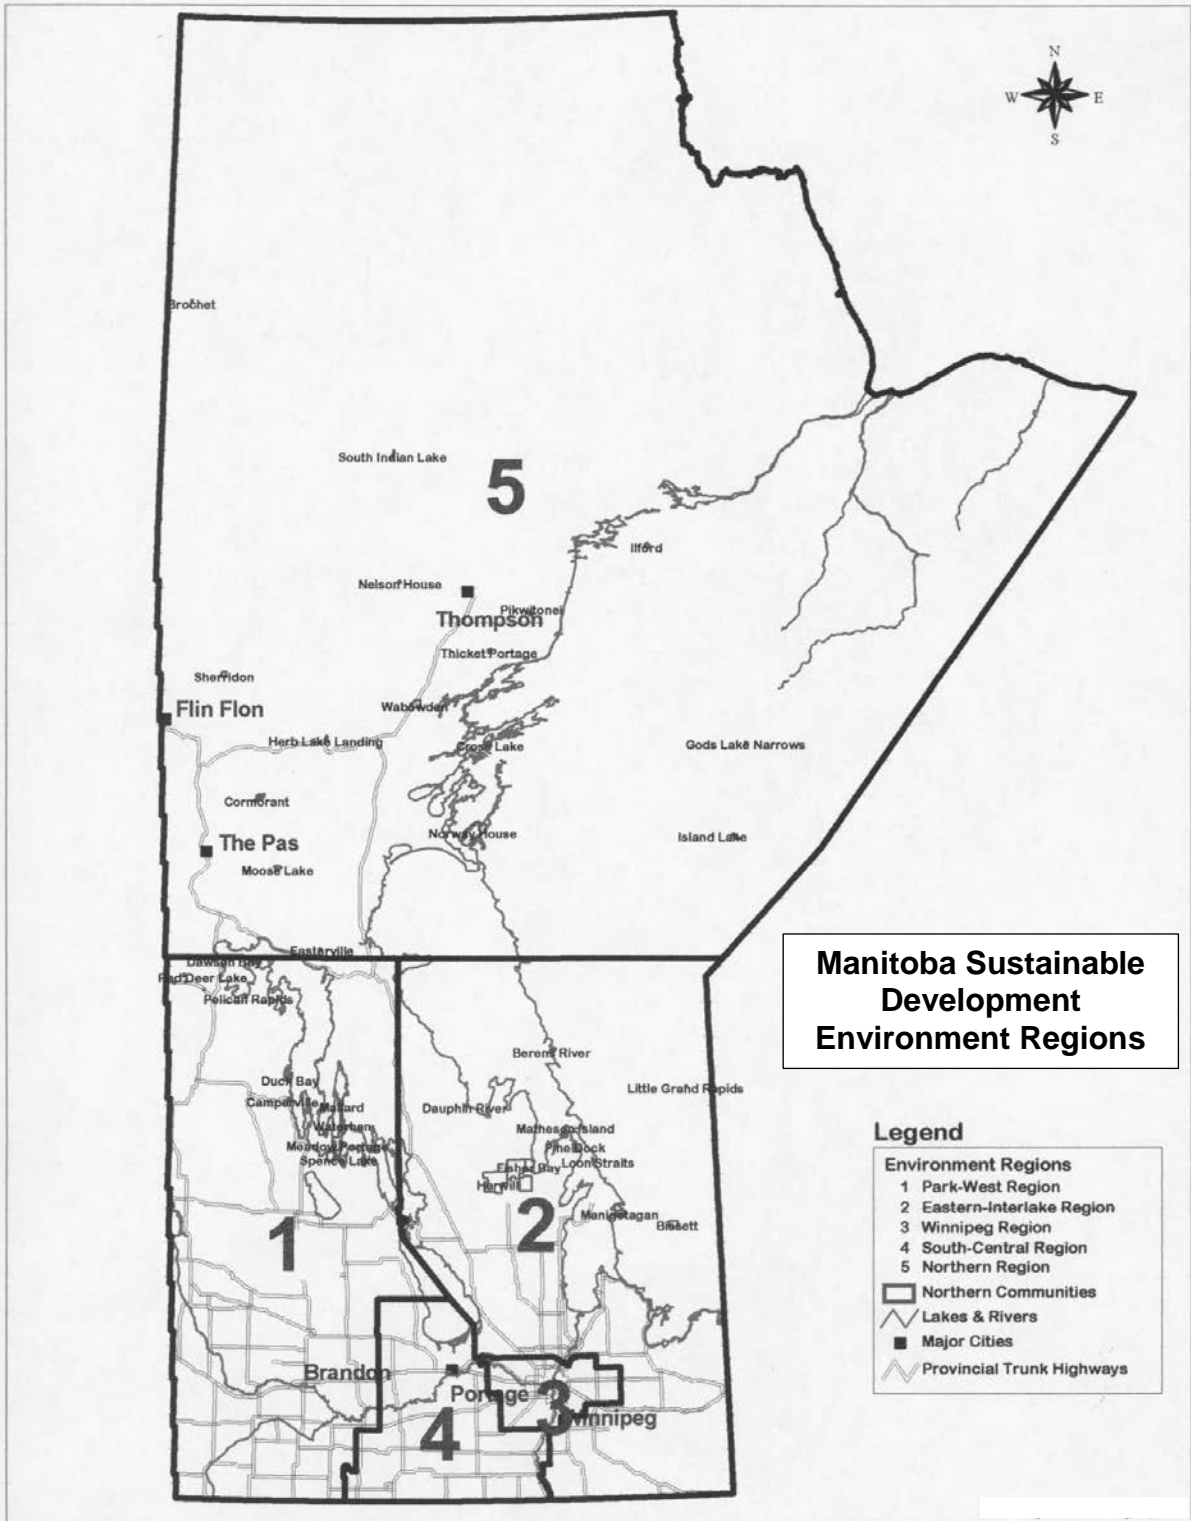 N
W E
S
Brochet
South Indian Lake
5
Ilford
Nelson House
Pikwitonei
Thompson
Thicket Portage
Sherridon
Wabowden
Flin Flon
Herb Lake Landing
Cross Lake
Gods Lake Narrows
Cormorant
Norway House
Island Lake
The Pas
Moose Lake
Easterville
Dawson Bay
Red Deer Lake
Pelican Rapids
Manitoba Sustainable
Development
Environment Regions
Berens River
Duck Bay
Little Grand Rapids
Camperville
Mallard
Dauphin River
Waterhen
Matheson Island
Meadow Portage
Pine Dock
Spence Lake
Fisher Bay
Loon Straits
Harwill
Manigotagan
Bissett
1
2
Brandon
Portage
3
Winnipeg
4
Legend
Environment Regions
1 Park-West Region
2 Eastern-Interlake Region
3 Winnipeg Region
4 South-Central Region
5 Northern Region
Northern Communities
Lakes & Rivers
Major Cities
Provincial Trunk Highways